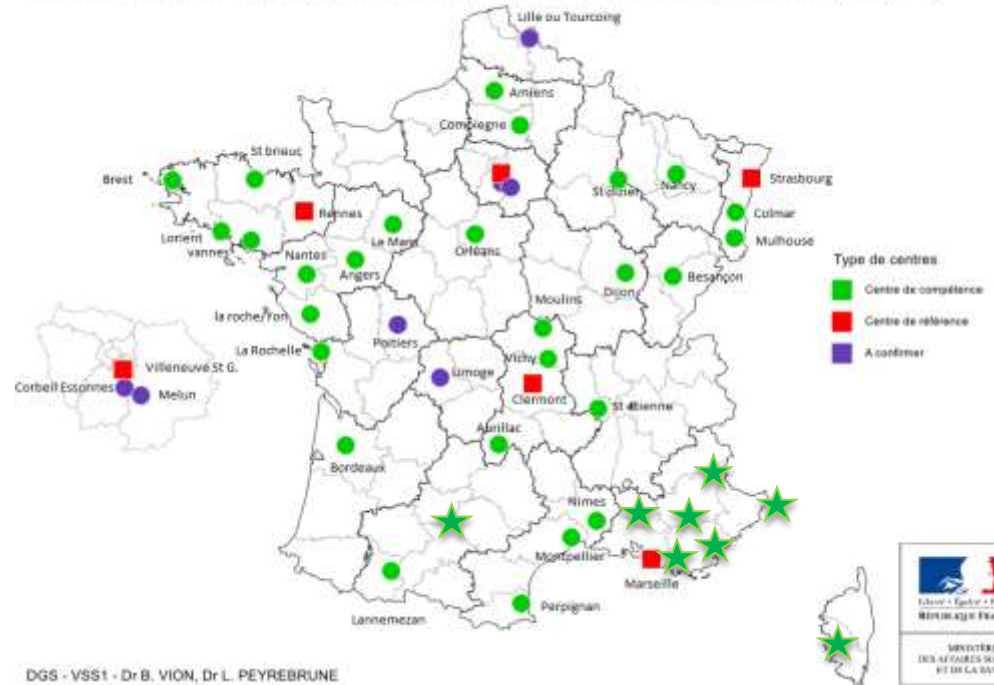 Lille ou Tourcoing
Amiens
Compiegne
St brieuc
Brest
Rennes
St dizier
Nancy
Strasbourg
Colmar
Mulhouse
Lorient
vannes
Le Mans
Orléans
Nantes
Angers
Dijon
Besançon
Moulins
la roche/Yon
Poitiers
La Rochelle
Vichy
Limoge
Clermont
St etienne
Aurillac
Bordeaux
Nimes
Montpellier
Marseille
Lannemezan
Perpignan
Villeneuve St G.
Corbeil Essonnes
Melun
Type de centres
Centre de compétence
Centre de référence
A confirmer
DGS - VSS1 - Dr B. VION, Dr L. PEYREBRUNE